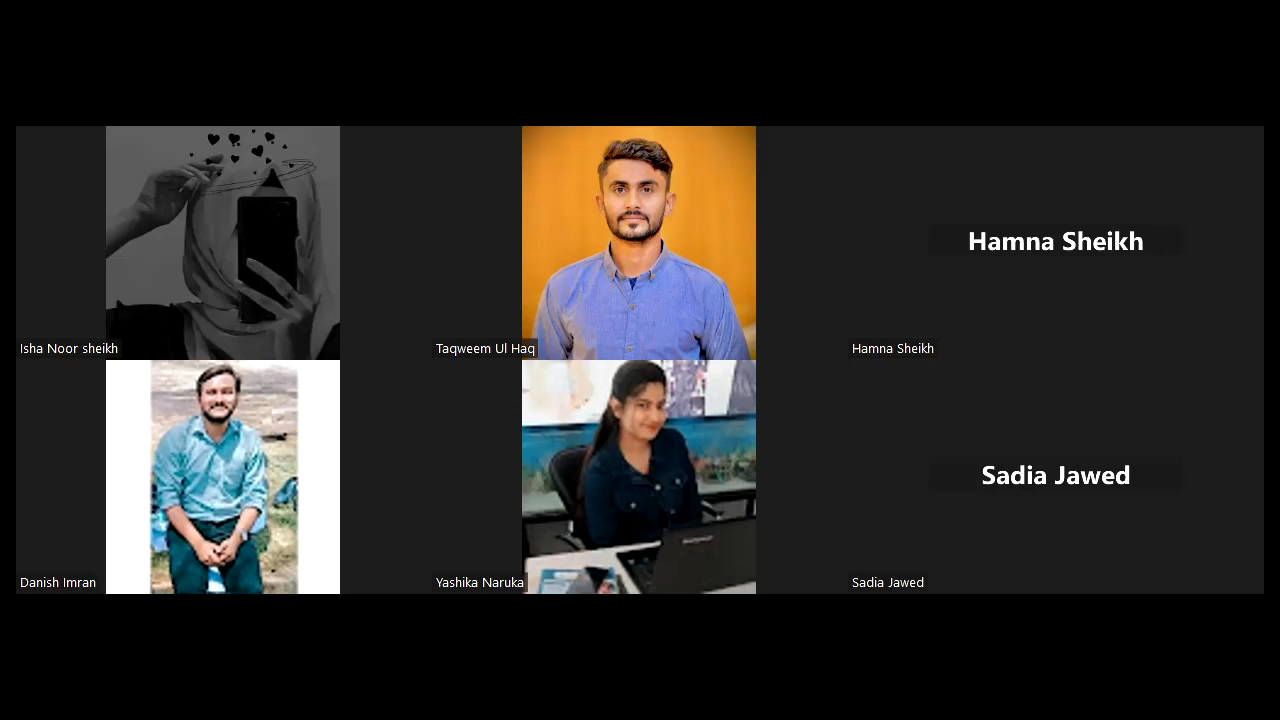 Hamna Sheikh
Isha Noor sheikh
Taqweem Ul Haq
Hamna Sheikh
Sadia Jawed
Danish Imran
Yashika Naruka
Sadia Jawed